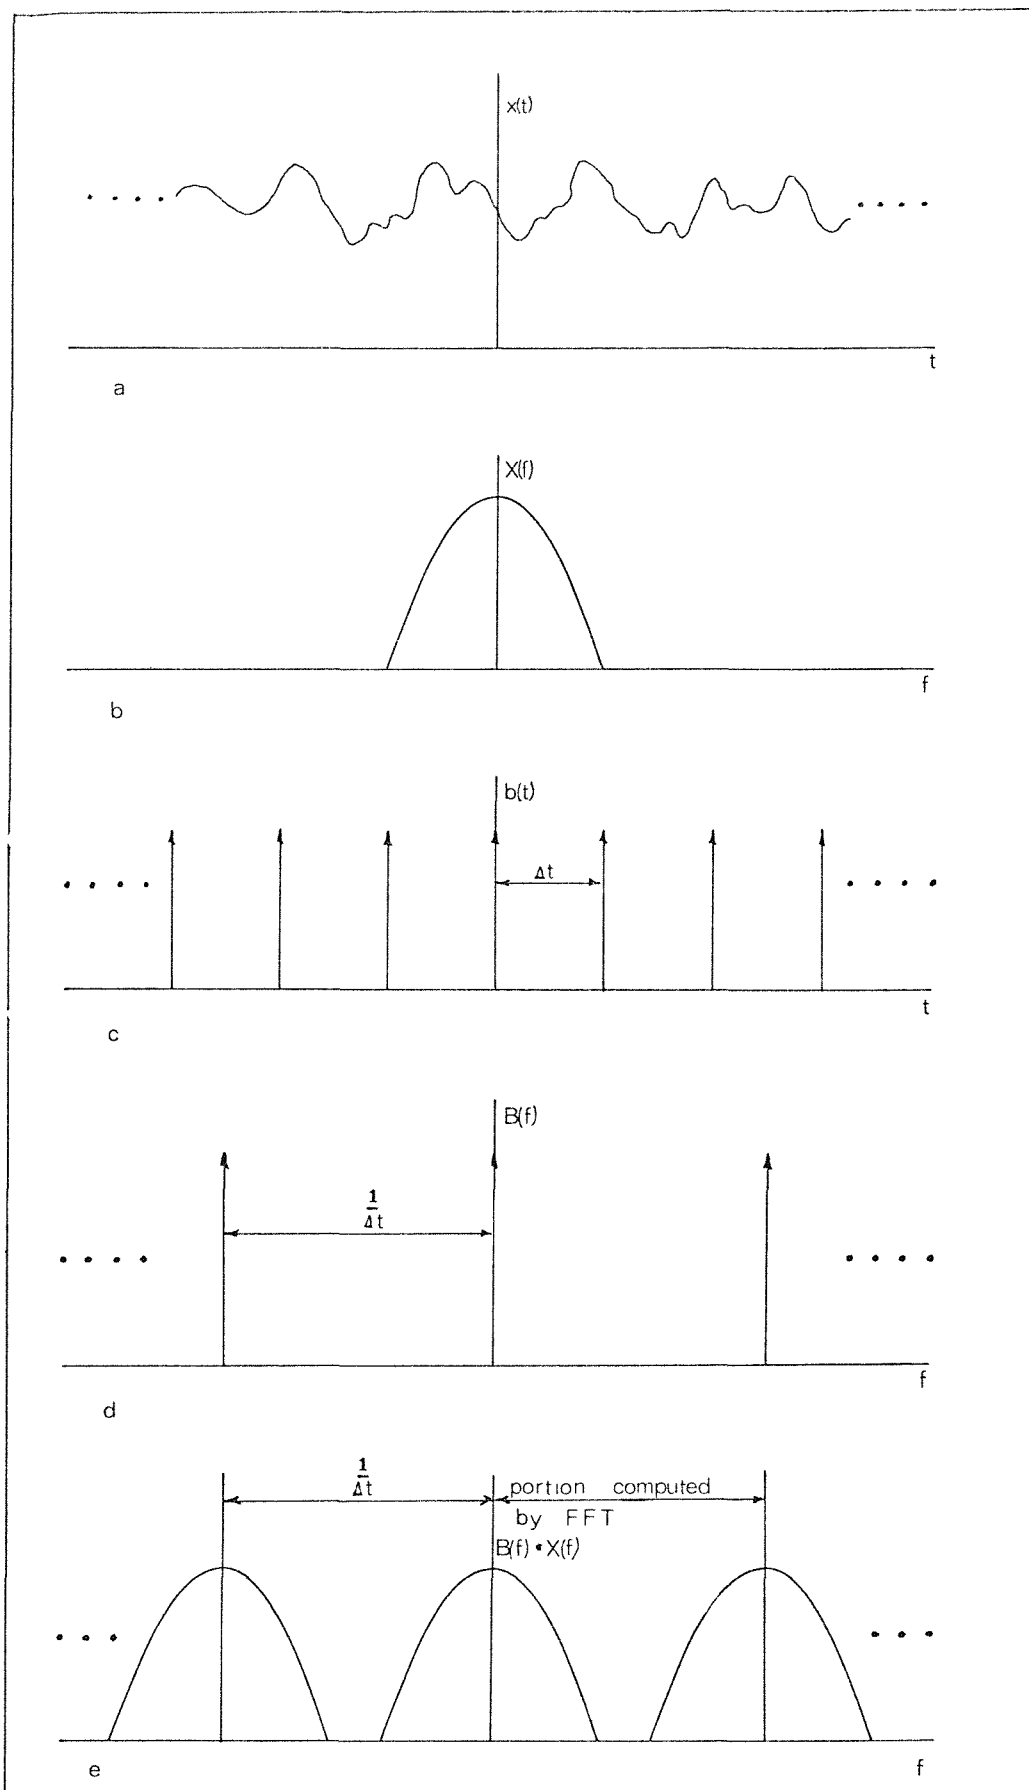 x(t)
t
a
X(f)
f
b
b(t)
Δt
t
c
B(f)
1
Δt
f
d
1
Δt
portion computed
by FFT
B(f) • X(f)
e
f